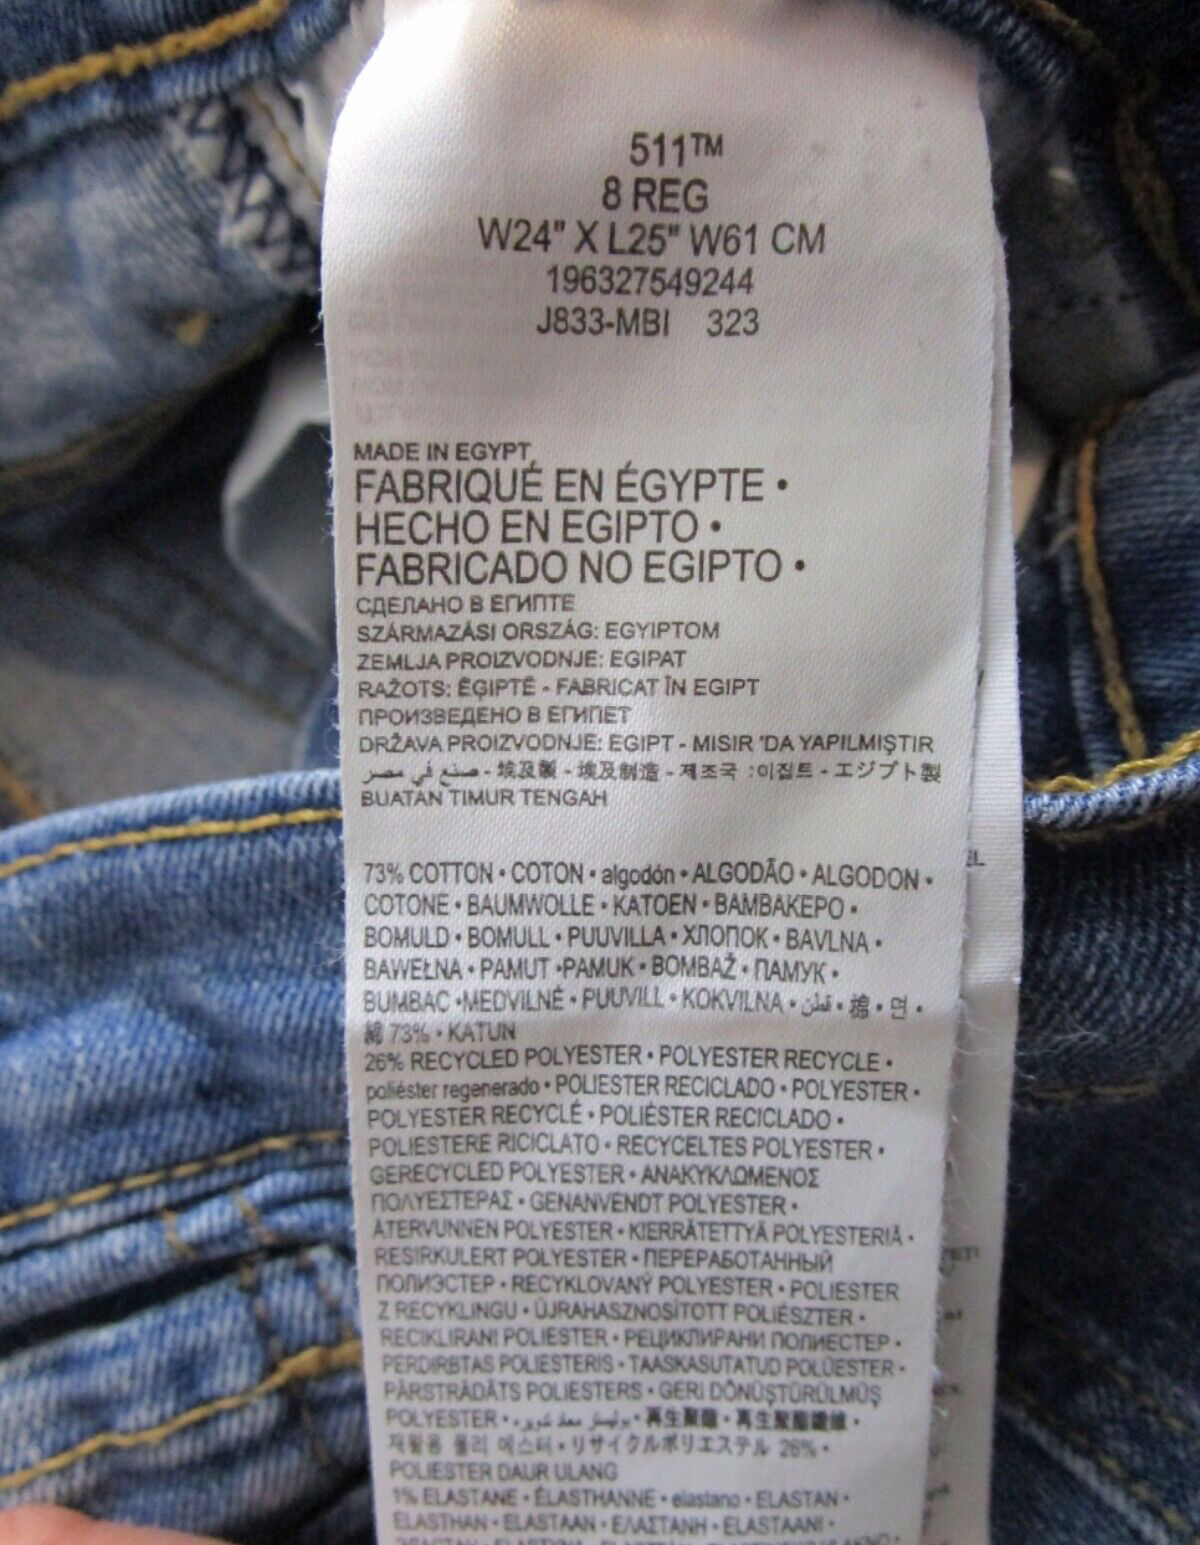 511™
8 REG
W24" X L25" W61 CM
196327549244
J833-MBI 323
MADE IN EGYPT
FABRIQUÉ EN ÉGYPTE •
HECHO EN EGIPTO •
FABRICADO NO EGIPTO •
СДЕЛАНО В ЕГИПТЕ
SZÁRMAZÁSI ORSZÁG: EGYIPTOM
ZEMLJA PROIZVODNJE: EGIPAT
RAŽOTS: ĒGIPTĒ - FABRICAT ÎN EGIPT
ПРОИЗВЕДЕНО В ЕГИПЕТ
DRŽAVA PROIZVODNJE: EGIPT - MISIR 'DA YAPILMIŞTIR
صنع في مصر - 埃及製 - 埃及制造 - 제조국 :이집트 - エジプト製
BUATAN TIMUR TENGAH
73% COTTON • COTON • algodón • ALGODÃO • ALGODON •
COTONE • BAUMWOLLE • KATOEN • ΒΑΜΒΑΚΕΡΟ •
BOMULD • BOMULL • PUUVILLA • ХЛОПОК • BAVLNA •
BAWEŁNA • PAMUT •PAMUK • BOMBAŽ • ПАМУК •
BUMBAC •MEDVILNĖ • PUUVILL • KOKVILNA • قطن • 棉 • 면 •
綿 73% • KATUN
26% RECYCLED POLYESTER • POLYESTER RECYCLE •
poliéster regenerado • POLIESTER RECICLADO • POLYESTER •
POLYESTER RECYCLÉ • POLIÉSTER RECICLADO •
POLIESTERE RICICLATO • RECYCELTES POLYESTER •
GERECYCLED POLYESTER • ΑΝΑΚΥΚΛΩΜΕΝΟΣ
ΠΟΛΥΕΣΤΕΡΑΣ • GENANVENDT POLYESTER •
ÅTERVUNNEN POLYESTER • KIERRÄTETTYÄ POLYESTERIÄ •
RESIRKULERT POLYESTER • ПЕРЕРАБОТАННЫЙ
ПОЛИЭСТЕР • RECYKLOVANÝ POLYESTER • POLIESTER
Z RECYKLINGU • ÚJRAHASZNOSÍTOTT POLIÉSZTER •
RECIKLIRANI POLIESTER • РЕЦИКЛИРАНИ ПОЛИЕСТЕР •
PERDIRBTAS POLIESTERIS • TAASKASUTATUD POLÜESTER •
PĀRSTRĀDĀTS POLIESTERS • GERİ DÖNÜŞTÜRÜLMÜŞ
POLYESTER • بوليستر معاد تدويره • 再生聚酯 • 再生聚酯纖維 •
재활용 폴리 에스터 • リサイクルポリエステル 26% •
POLIESTER DAUR ULANG
1% ELASTANE • ÉLASTHANNE • elastano • ELASTAN •
ELASTHAN • ELASTAAN • ΕΛΑΣΤΑΝΗ • ELASTAANI •